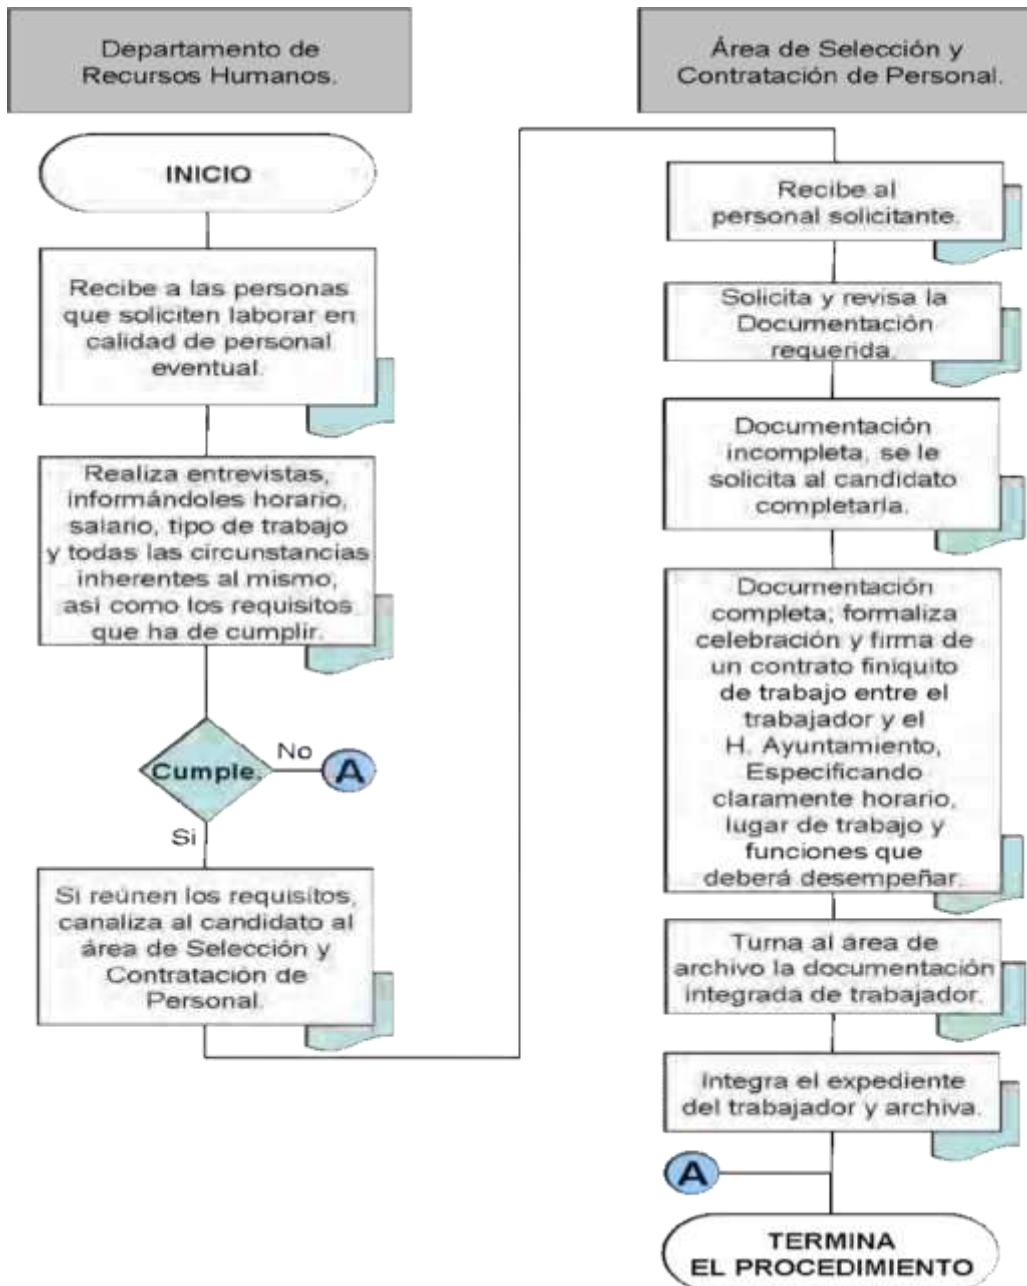 Departamento de
Recursos Humanos.
INICIO
Recibe a las personas
que soliciten laborar en
calidad de personal
eventual.
Realiza entrevistas,
informándoles horario,
salario, tipo de trabajo
y todas las circunstancias
inherentes al mismo,
asi como los requisitos
que ha de cumplir.
Cumple.
No
A
Si
Si reúnen los requisitos,
canaliza al candidato al
área de Selección y
Contratación de
Personal.
Área de Selección y
Contratación de Personal.
Recibe al
personal solicitante.
Solicita y revisa la
Documentación
requerida.
Documentación
incompleta, se le
solicita al candidato
completarla.
Documentación
completa; formaliza
celebración y firma de
un contrato finiquito
de trabajo entre el
trabajador y el
H. Ayuntamiento,
Especificando
claramente horario,
lugar de trabajo y
funciones que
deberá desempeñar.
Turna al área de
archivo la documentación
integrada de trabajador.
Integra el expediente
del trabajador y archiva.
A
TERMINA
EL PROCEDIMIENTO